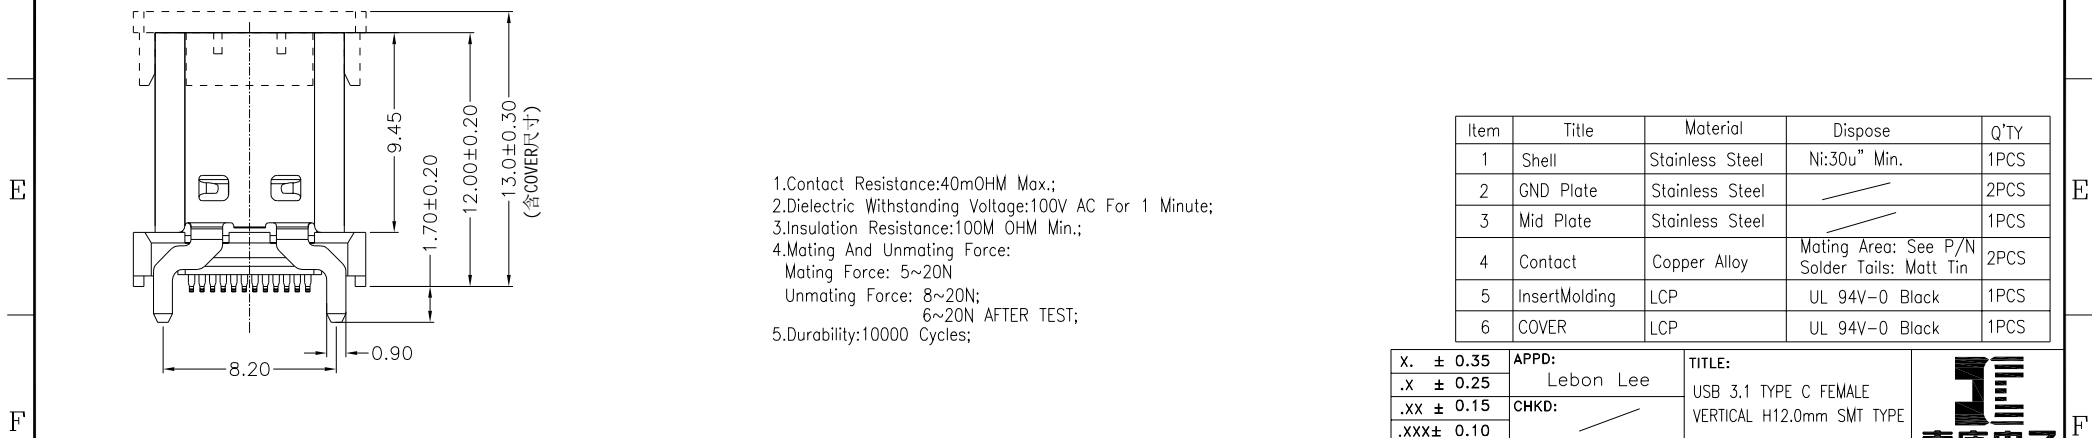 9.45
1.70±0.20
12.00±0.20
13.0±0.30
(含COVER尺寸)
0.90
8.20
E
F
1.Contact Resistance:40mOHM Max.;
2.Dielectric Withstanding Voltage:100V AC For 1 Minute;
3.Insulation Resistance:100M OHM Min.;
4.Mating And Unmating Force:
Mating Force: 5~20N
Unmating Force: 8~20N;
6~20N AFTER TEST;
5.Durability:10000 Cycles;
Item Title Material Dispose Q'TY
1 Shell Stainless Steel Ni:30u" Min. 1PCS
2 GND Plate Stainless Steel 2PCS
3 Mid Plate Stainless Steel 1PCS
4 Contact Copper Alloy Mating Area: See P/N 2PCS
Solder Tails: Matt Tin
5 InsertMolding LCP UL 94V-0 Black 1PCS
6 COVER LCP UL 94V-0 Black 1PCS
X. ± 0.35
.X ± 0.25
.XX ± 0.15
.XXX± 0.10
APPD:
Lebon Lee
CHKD:
TITLE:
USB 3.1 TYPE C FEMALE
VERTICAL H12.0mm SMT TYPE
E
F